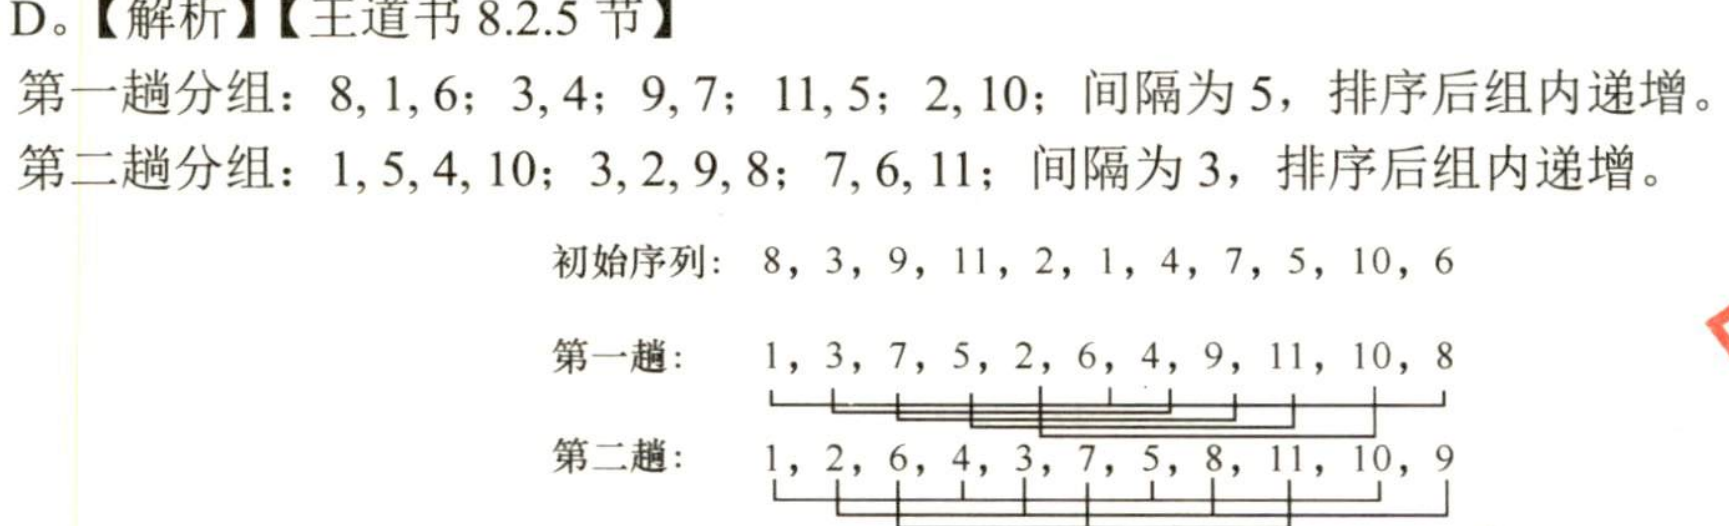 D。【解析】【王道书 8.2.5 节】
第一趟分组：8, 1, 6；3, 4；9, 7；11, 5；2, 10；间隔为 5，排序后组内递增。
第二趟分组：1, 5, 4, 10；3, 2, 9, 8；7, 6, 11；间隔为 3，排序后组内递增。
初始序列： 8，3，9，11，2，1，4，7，5，10，6
第一趟： 1，3，7，5，2，6，4，9，11，10，8
第二趟： 1，2，6，4，3，7，5，8，11，10，9